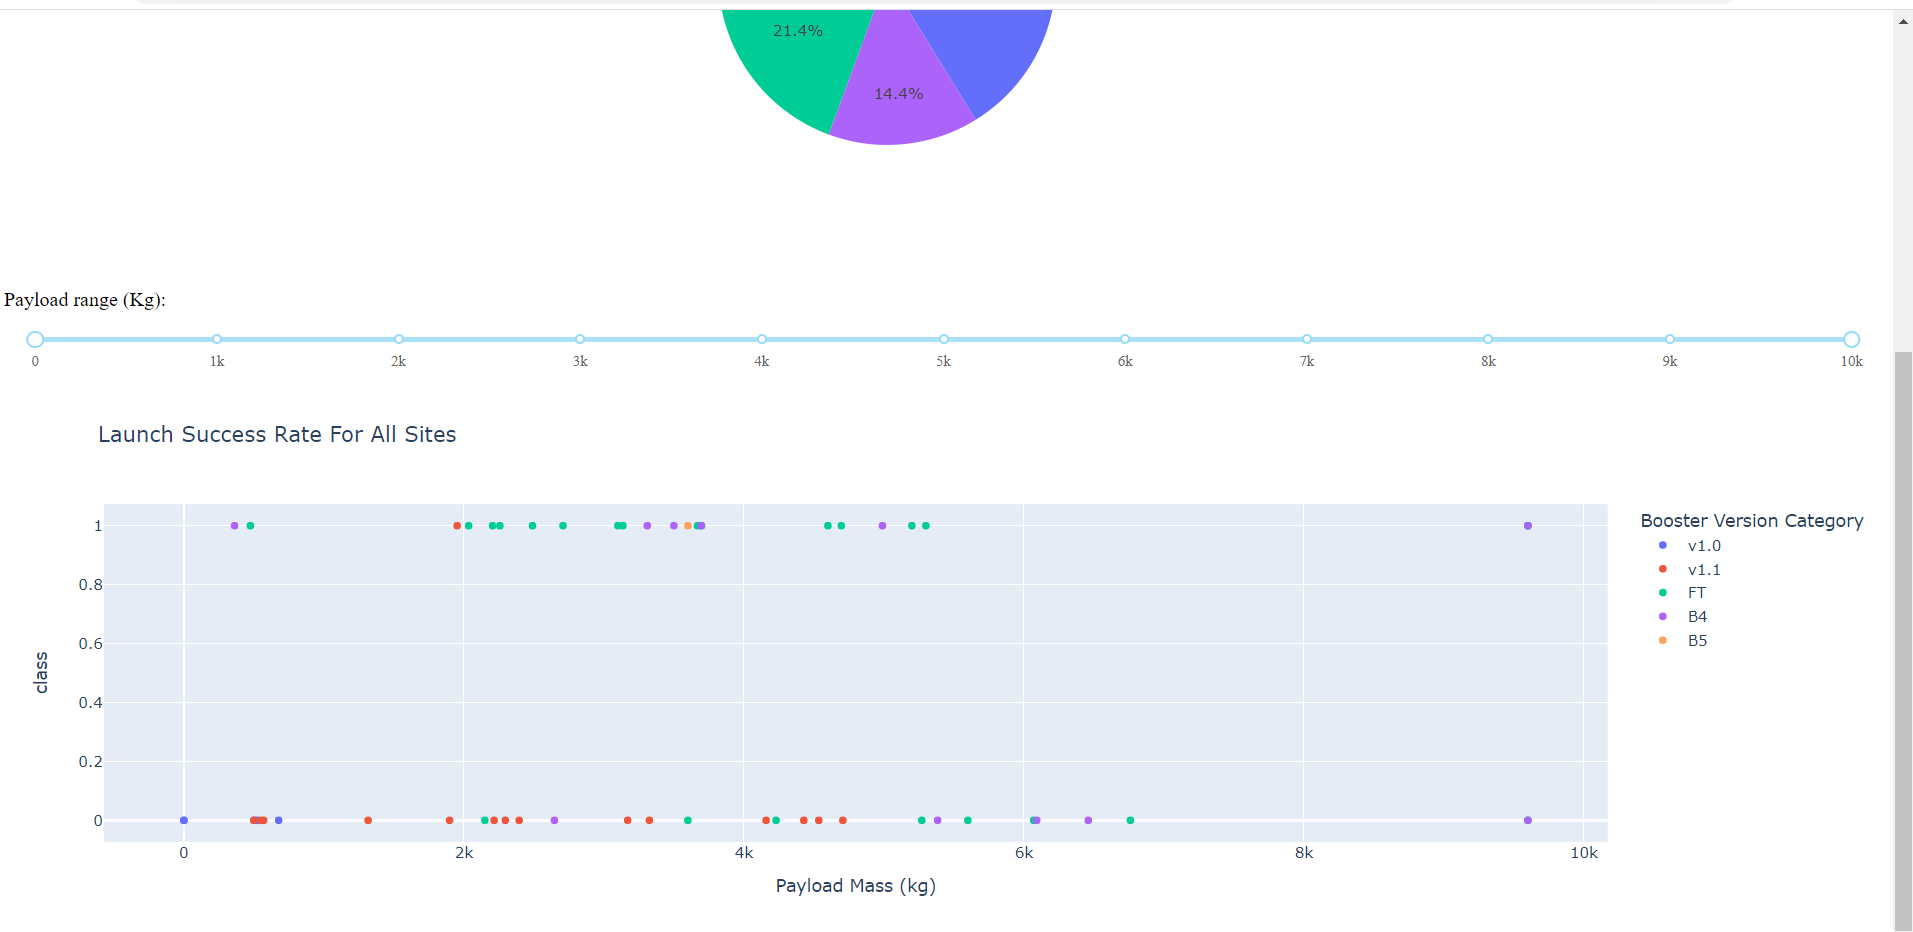 21.4%
14.4%
Payload range (Kg):
0 1k 2k 3k 4k 5k 6k 7k 8k 9k 10k
Launch Success Rate For All Sites
Booster Version Category
v1.0
v1.1
FT
B4
B5
class
1
0.8
0.6
0.4
0.2
0
0 2k 4k 6k 8k 10k
Payload Mass (kg)